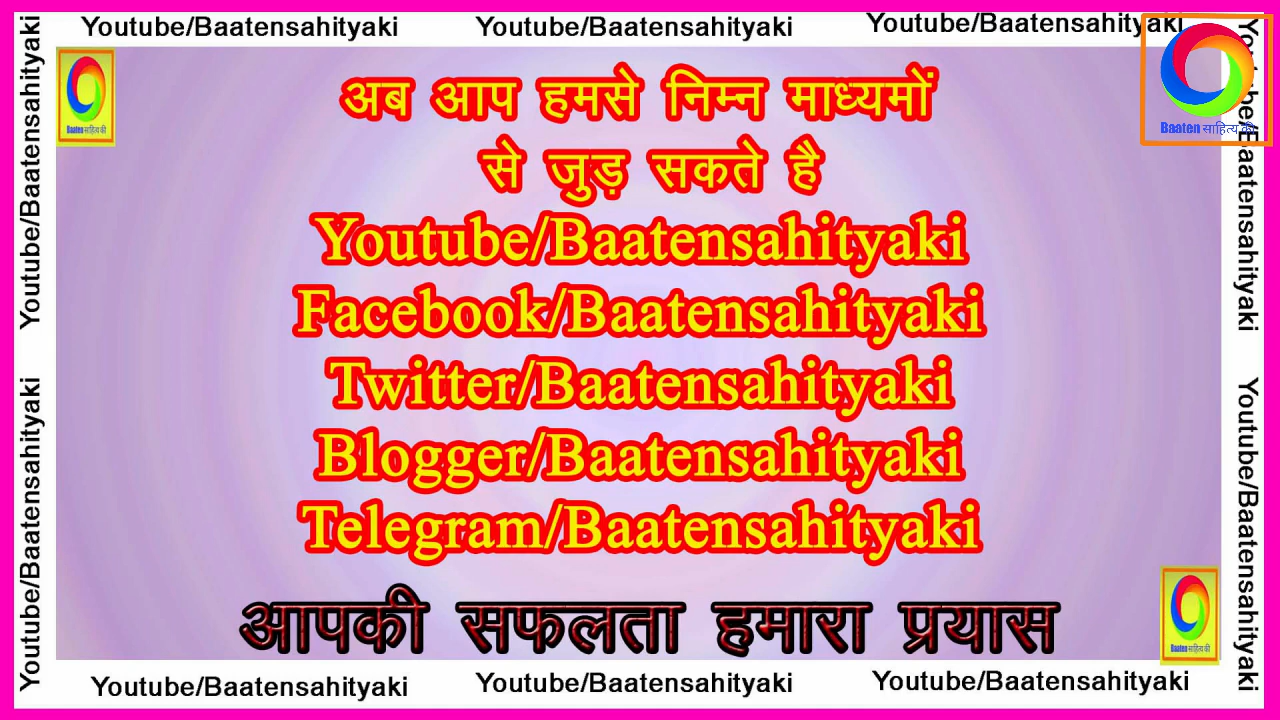 Youtube/Baatensahityaki Youtube/Baatensahityaki Youtube/Baatensahityaki
Youtube/Baatensahityaki
Youtube/Baatensahityaki
Baaten साहित्य की
Baaten साहित्य की
अब आप हमसे निम्न माध्यमों
से जुड़ सकते है
Youtube/Baatensahityaki
Facebook/Baatensahityaki
Twitter/Baatensahityaki
Blogger/Baatensahityaki
Telegram/Baatensahityaki
आपकी सफलता हमारा प्रयास
Baaten साहित्य की
Youtube/Baatensahityaki
Youtube/Baatensahityaki
Youtube/Baatensahityaki Youtube/Baatensahityaki Youtube/Baatensahityaki